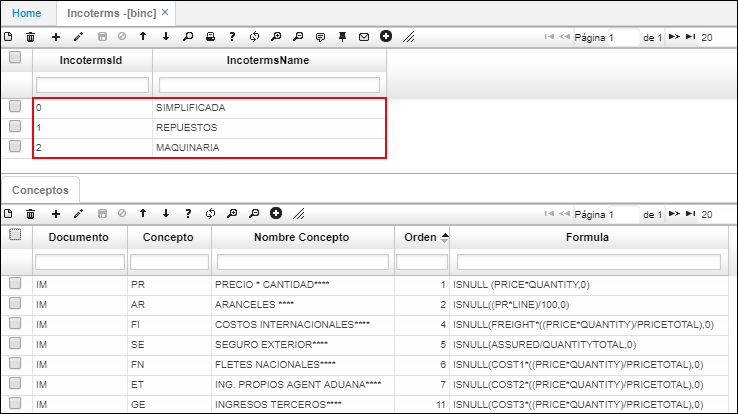 Home Incoterms -[binc]
Página 1 de 1 20
IncotermsId IncotermsName
0 SIMPLIFICADA
1 REPUESTOS
2 MAQUINARIA
Conceptos
Página 1 de 1 20
Documento Concepto Nombre Concepto Orden Formula
IM PR PRECIO * CANTIDAD**** 1 ISNULL (PRICE*QUANTITY,0)
IM AR ARANCELES **** 2 ISNULL((PR*LINE)/100,0)
IM FI COSTOS INTERNACIONALES**** 4 ISNULL(FREIGHT*((PRICE*QUANTITY)/PRICETOTAL),0)
IM SE SEGURO EXTERIOR**** 5 ISNULL(ASSURED/QUANTITYTOTAL,0)
IM FN FLETES NACIONALES**** 6 ISNULL(COST1*((PRICE*QUANTITY)/PRICETOTAL),0)
IM ET ING. PROPIOS AGENT ADUANA**** 7 ISNULL(COST2*((PRICE*QUANTITY)/PRICETOTAL),0)
IM GE INGRESOS TERCEROS**** 11 ISNULL(COST3*((PRICE*QUANTITY)/PRICETOTAL),0)